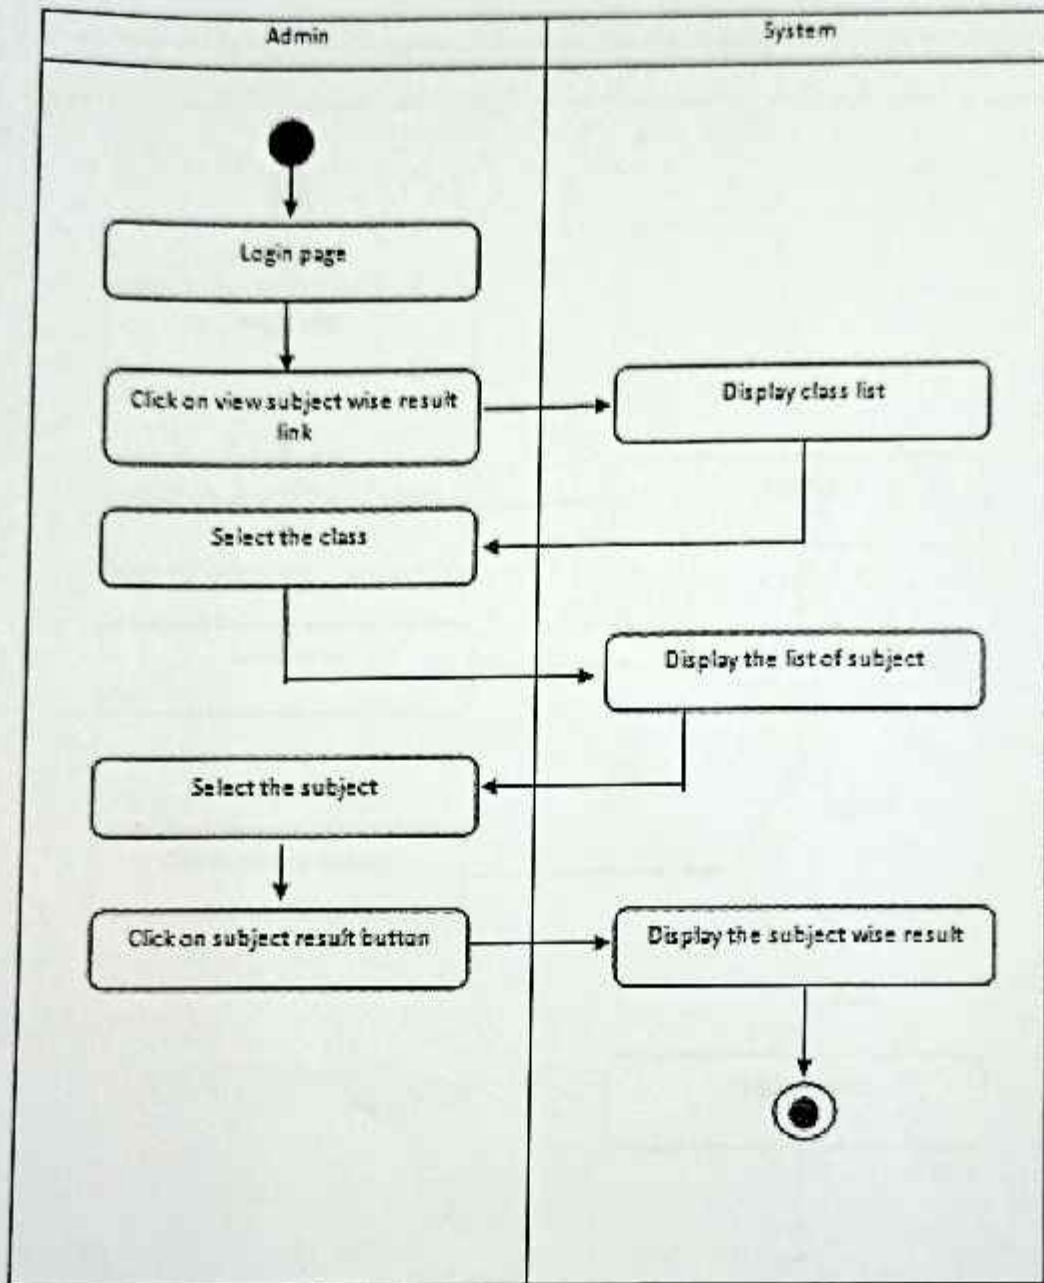 Admin
System
Login page
Click on view subject wise result
link
Display class list
Select the class
Display the list of subject
Select the subject
Click on subject result button
Display the subject wise result